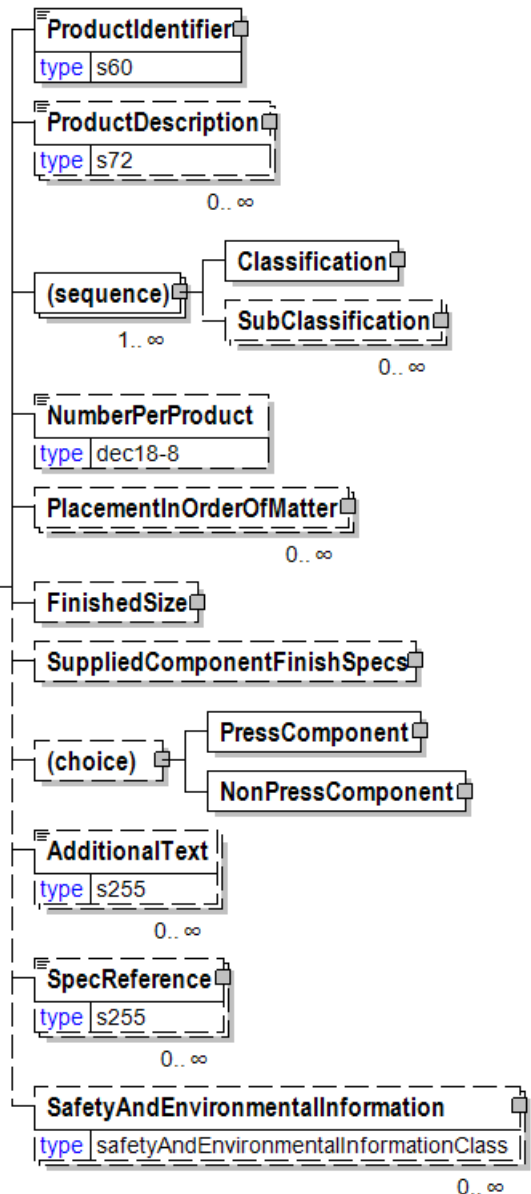 ProductIdentifier
type s60
ProductDescription
type s72
0.. ∞
Classification
(sequence)
SubClassification
1.. ∞
0.. ∞
NumberPerProduct
type dec18-8
PlacementInOrderOfMatter
0.. ∞
FinishedSize
SuppliedComponentFinishSpecs
PressComponent
(choice)
NonPressComponent
AdditionalText
type s255
0.. ∞
SpecReference
type s255
0.. ∞
SafetyAndEnvironmentalInformation
type safetyAndEnvironmentalInformationClass
0.. ∞